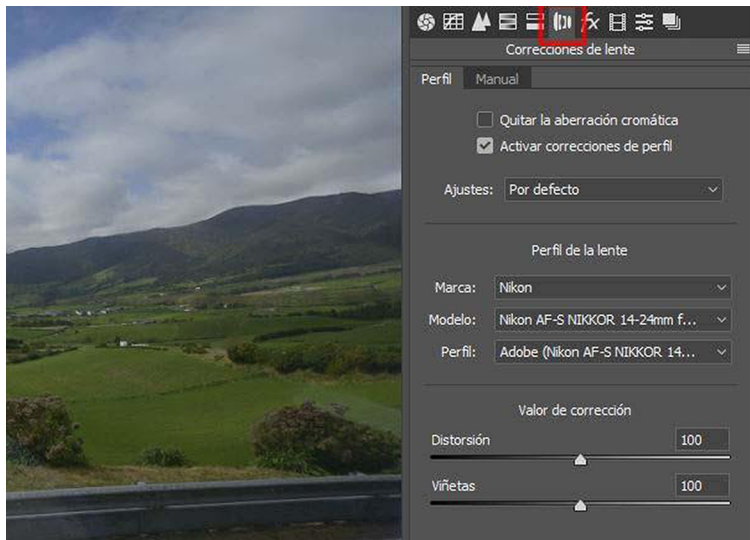 fx
Correcciones de lente
Perfil Manual
Quitar la aberración cromática
Activar correcciones de perfil
Ajustes: Por defecto
Perfil de la lente
Marca: Nikon
Modelo: Nikon AF-S NIKKOR 14-24mm f...
Perfil: Adobe (Nikon AF-S NIKKOR 14...
Valor de corrección
Distorsión 100
Viñetas 100